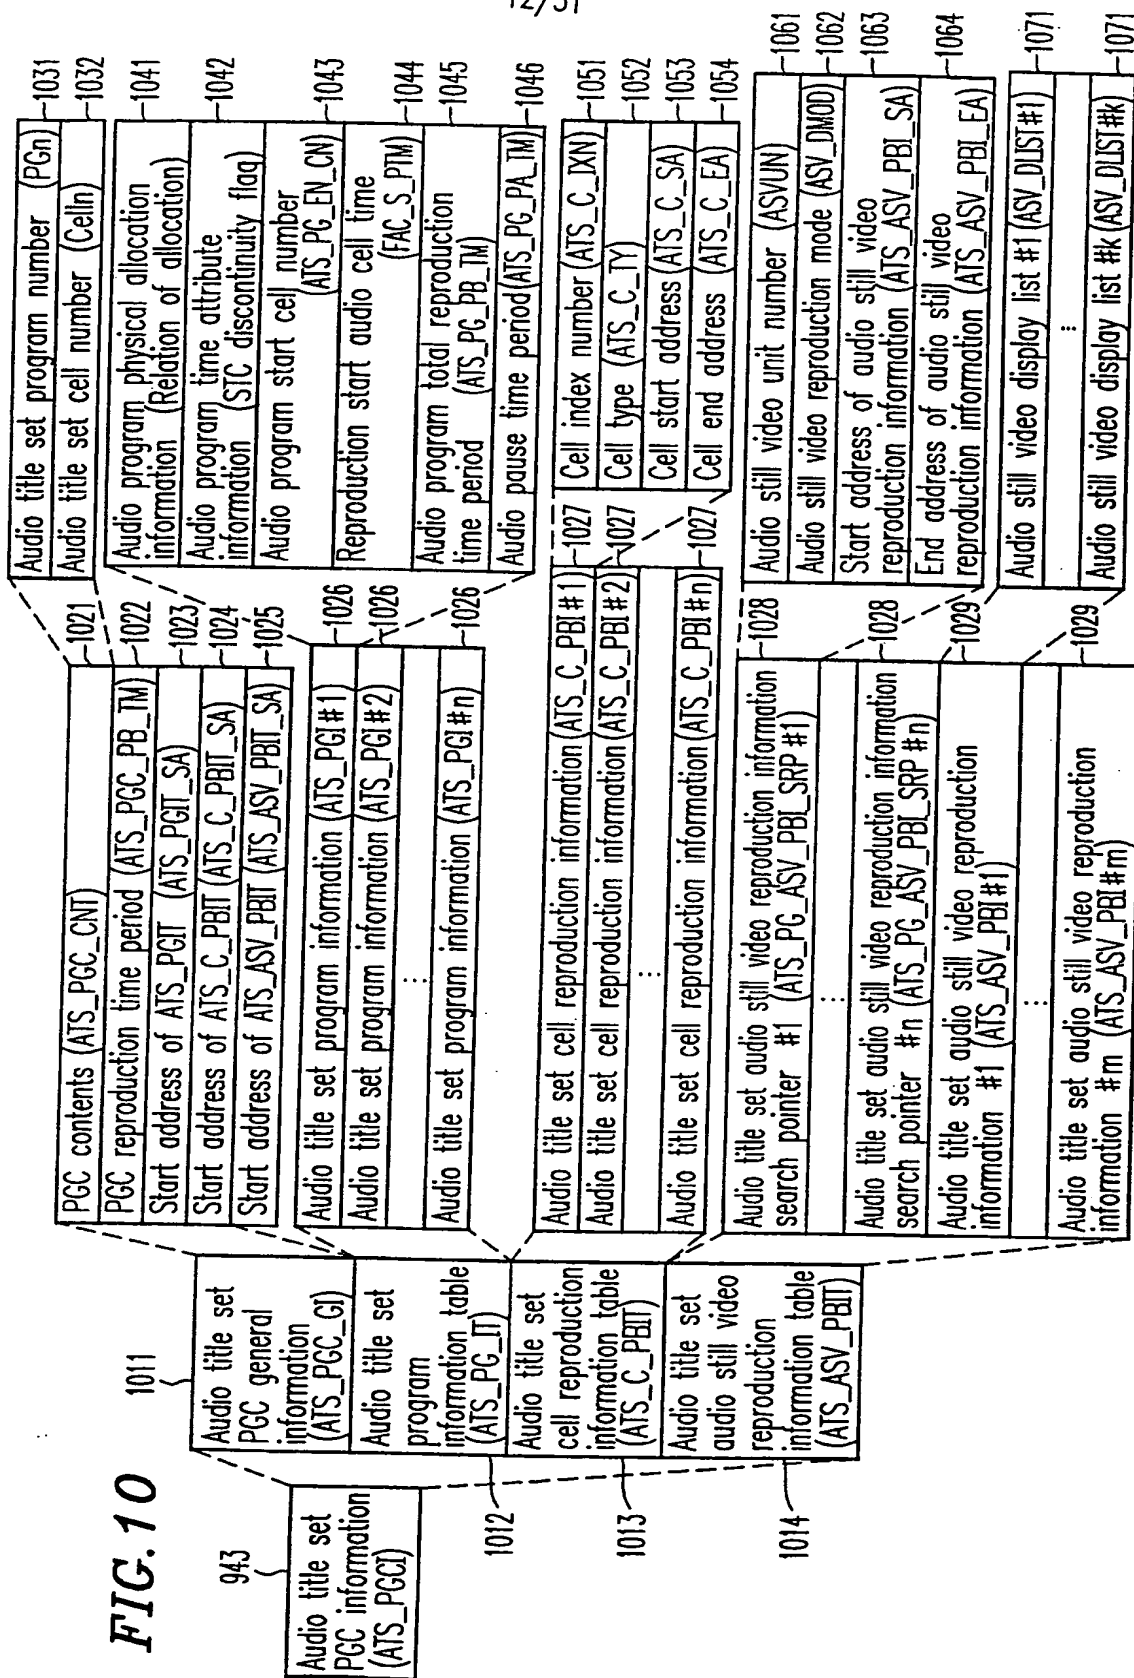 12/51
FIG.10
943
Audio title set
PGC information
(ATS_PGCI)
1011
Audio title set
PGC general
information
(ATS_PGC_GI)
Audio title set
program
information table
(ATS_PG_IT)
1012
Audio title set
cell reproduction
information table
(ATS_C_PBIT)
1013
Audio title set
audio still video
reproduction
information table
(ATS_ASV_PBIT)
1014
PGC contents (ATS_PGC_CNT)
1021
PGC reproduction time period (ATS_PGC_PB_TM)
1022
Start address of ATS_PGIT (ATS_PGIT_SA)
1023
Start address of ATS_C_PBIT (ATS_C_PBIT_SA)
1024
Start address of ATS_ASV_PBIT (ATS_ASV_PBIT_SA)
1025
Audio title set program information (ATS_PGI#1)
1026
Audio title set program information (ATS_PGI#2)
1026
⋮
Audio title set program information (ATS_PGI#n)
1026
Audio title set cell reproduction information (ATS_C_PBI#1)
1027
Audio title set cell reproduction information (ATS_C_PBI#2)
1027
⋮
Audio title set cell reproduction information (ATS_C_PBI#n)
1027
Audio title set audio still video reproduction information
search pointer #1 (ATS_PG_ASV_PBI_SRP#1)
1028
⋮
Audio title set audio still video reproduction information
search pointer #n (ATS_PG_ASV_PBI_SRP#n)
1028
Audio title set audio still video reproduction
information #1 (ATS_ASV_PBI#1)
1029
⋮
Audio title set audio still video reproduction
information #m (ATS_ASV_PBI#m)
1029
Audio title set program number (PGn)
1031
Audio title set cell number (Celln)
1032
Audio program physical allocation
information (Relation of allocation)
1041
Audio program time attribute
information (STC discontinuity flag)
1042
Audio program start cell number
(ATS_PG_EN_CN)
1043
Reproduction start audio cell time
(FAC_S_PTM)
1044
Audio program total reproduction
time period (ATS_PG_PB_TM)
1045
Audio pause time period (ATS_PG_PA_TM)
1046
Cell index number (ATS_C_IXN)
1051
Cell type (ATS_C_TY)
1052
Cell start address (ATS_C_SA)
1053
Cell end address (ATS_C_EA)
1054
Audio still video unit number (ASVUN)
1061
Audio still video reproduction mode (ASV_DMOD)
1062
Start address of audio still video
reproduction information (ATS_ASV_PBI_SA)
1063
End address of audio still video
reproduction information (ATS_ASV_PBI_EA)
1064
Audio still video display list #1 (ASV_DLIST#1)
1071
⋮
Audio still video display list #k (ASV_DLIST#k)
1071